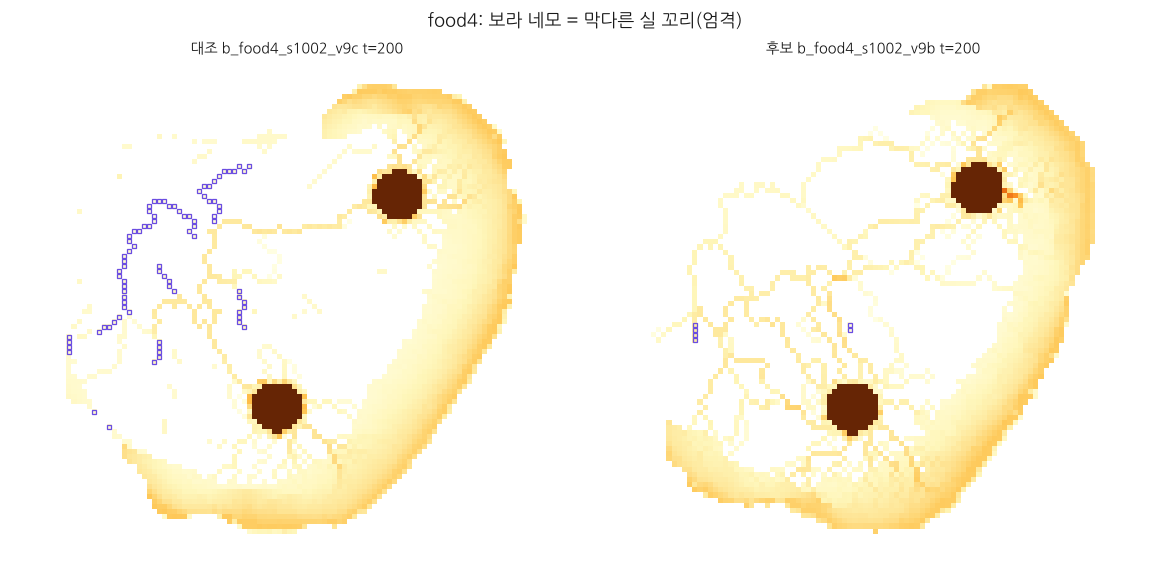 food4: 보라 네모 = 막다른 실 꼬리(엄격)
대조 b_food4_s1002_v9c t=200
후보 b_food4_s1002_v9b t=200